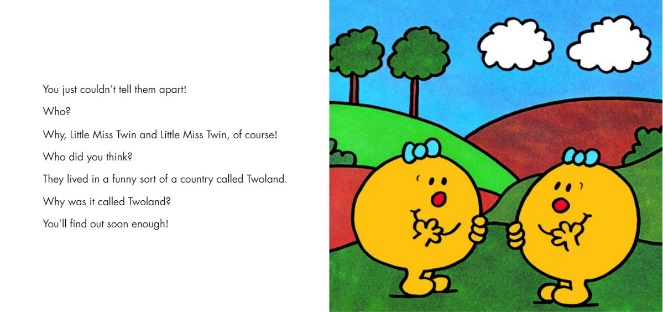 You just couldn't tell them apart!
Who?
Why, Little Miss Twin and Little Miss Twin, of course!
Who did you think?
They lived in a funny sort of a country called Twoland.
Why was it called Twoland?
You'll find out soon enough!